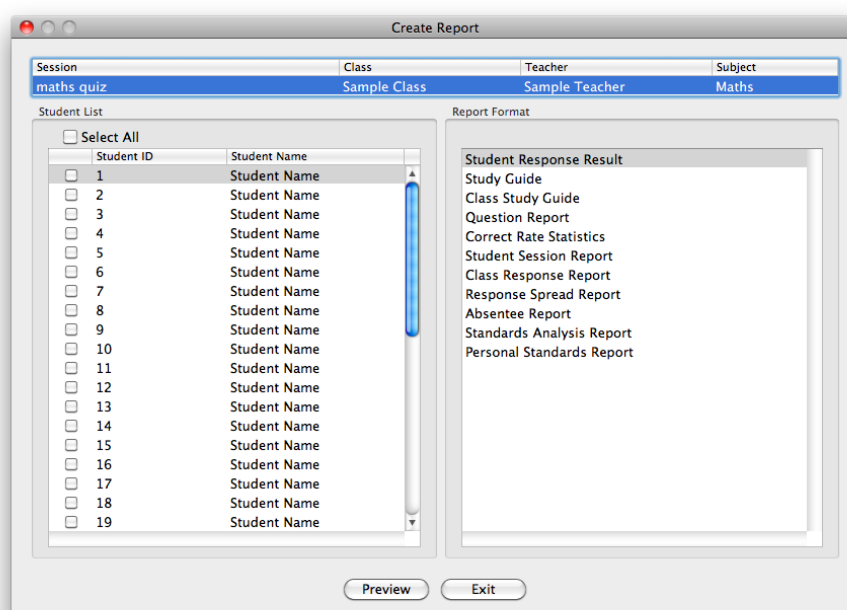 Create Report
Session Class Teacher Subject
maths quiz Sample Class Sample Teacher Maths
Student List
Select All
Student ID Student Name
1 Student Name
2 Student Name
3 Student Name
4 Student Name
5 Student Name
6 Student Name
7 Student Name
8 Student Name
9 Student Name
10 Student Name
11 Student Name
12 Student Name
13 Student Name
14 Student Name
15 Student Name
16 Student Name
17 Student Name
18 Student Name
19 Student Name
Report Format
Student Response Result
Study Guide
Class Study Guide
Question Report
Correct Rate Statistics
Student Session Report
Class Response Report
Response Spread Report
Absentee Report
Standards Analysis Report
Personal Standards Report
Preview Exit